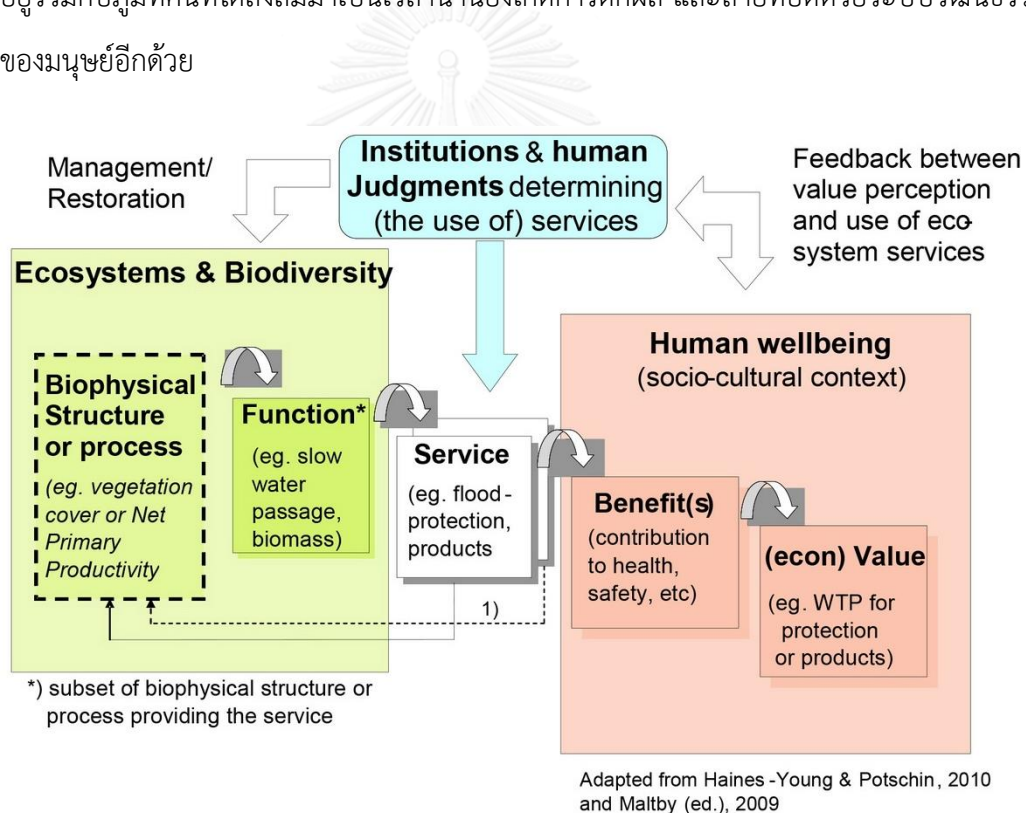 ของมนุษย์อีกด้วย
Management/
Restoration
Institutions & human
Judgments determining
(the use of) services
Feedback between
value perception
and use of eco-
system services
Ecosystems & Biodiversity
Biophysical
Structure
or process
(eg. vegetation
cover or Net
Primary
Productivity
Function*
(eg. slow
water
passage,
biomass)
Service
(eg. flood-
protection,
products
1)
Human wellbeing
(socio-cultural context)
Benefit(s)
(contribution
to health,
safety, etc)
(econ) Value
(eg. WTP for
protection
or products)
*) subset of biophysical structure or
process providing the service
Adapted from Haines-Young & Potschin, 2010
and Maltby (ed.), 2009